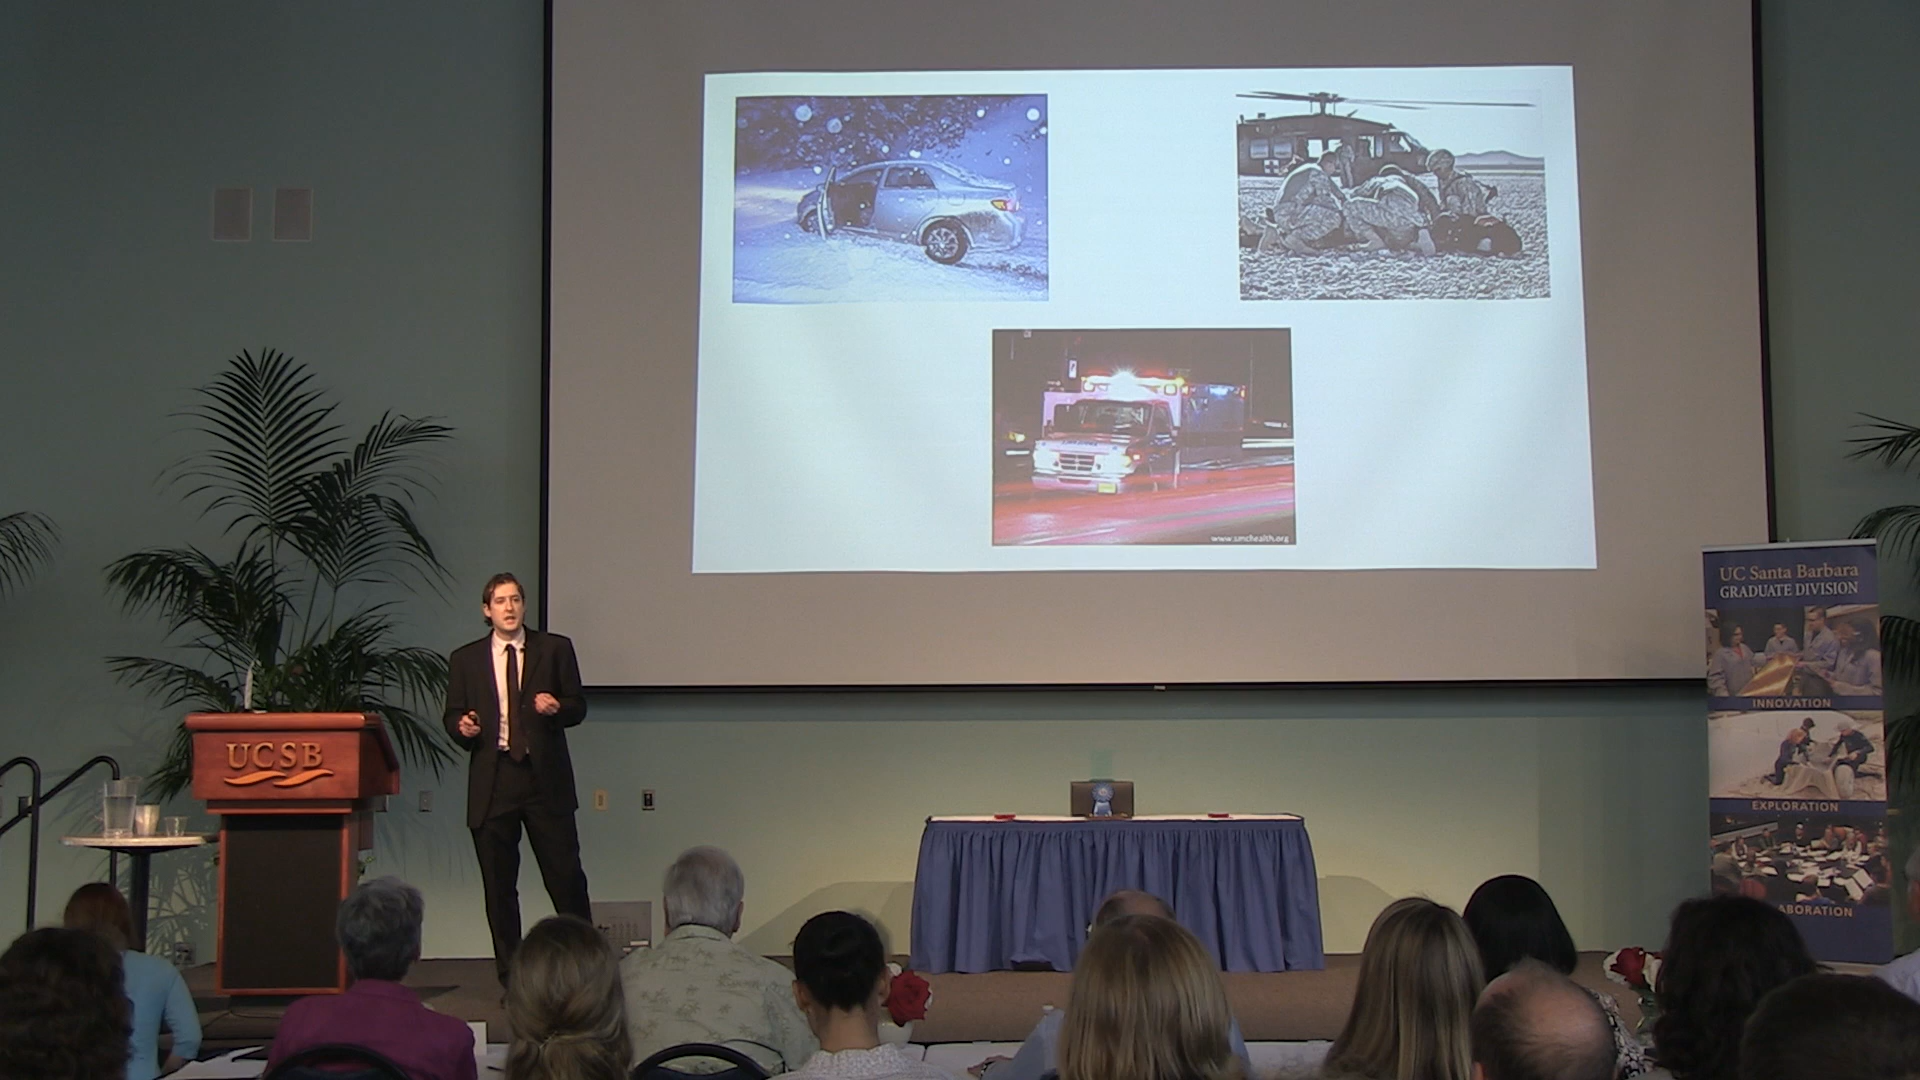 www.smchealth.org
UC Santa Barbara
GRADUATE DIVISION
INNOVATION
EXPLORATION
ABORATION
UCSB